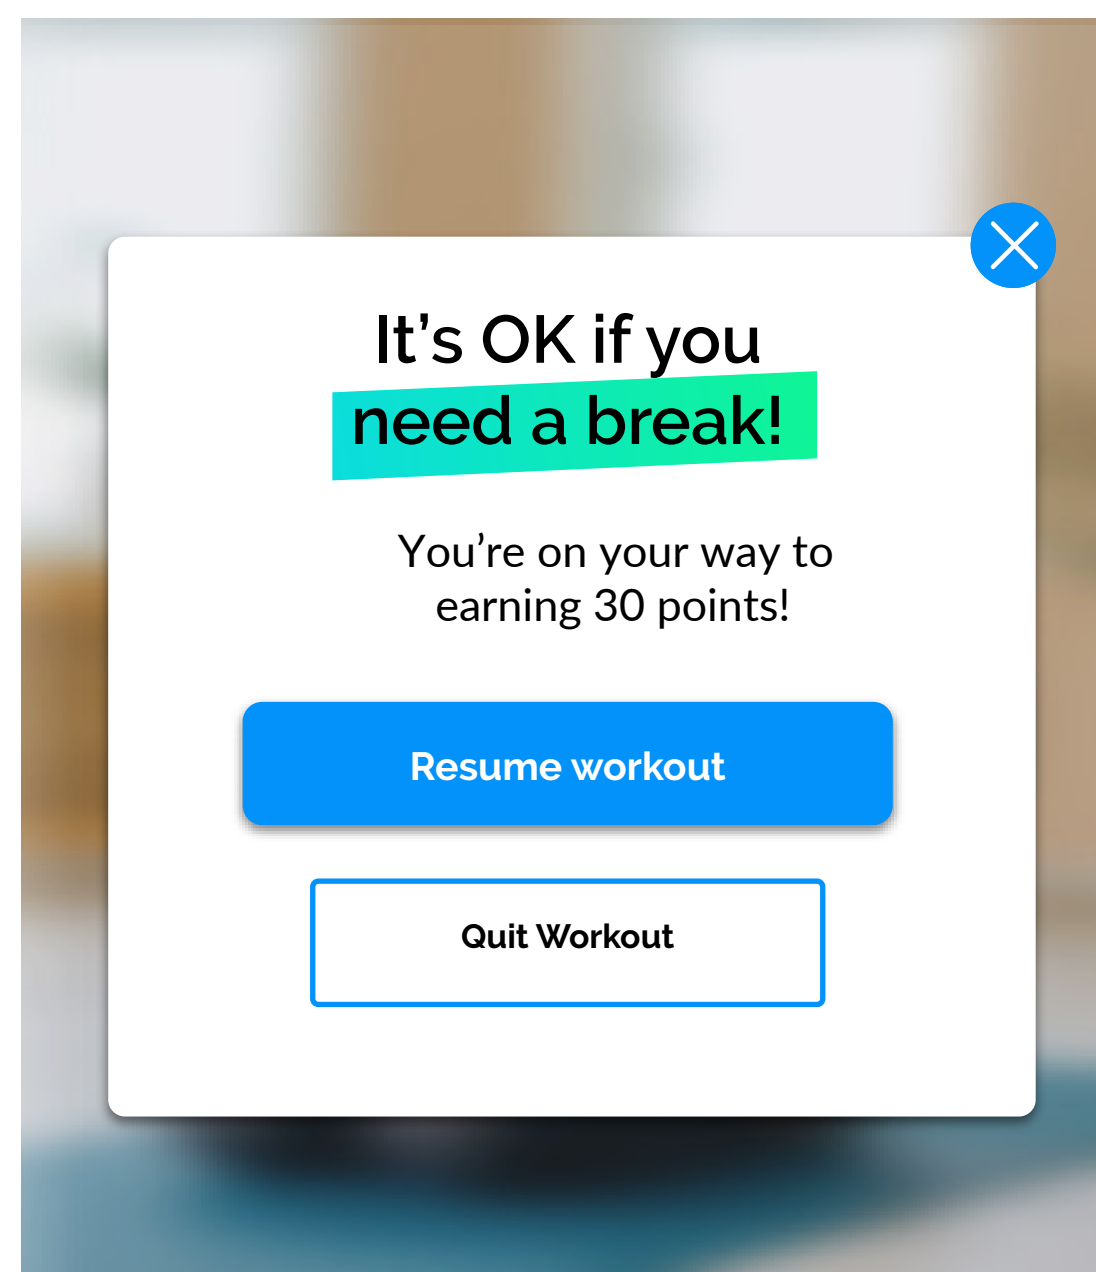 It’s OK if you
need a break!
You’re on your way to
earning 30 points!
Resume workout
Quit Workout